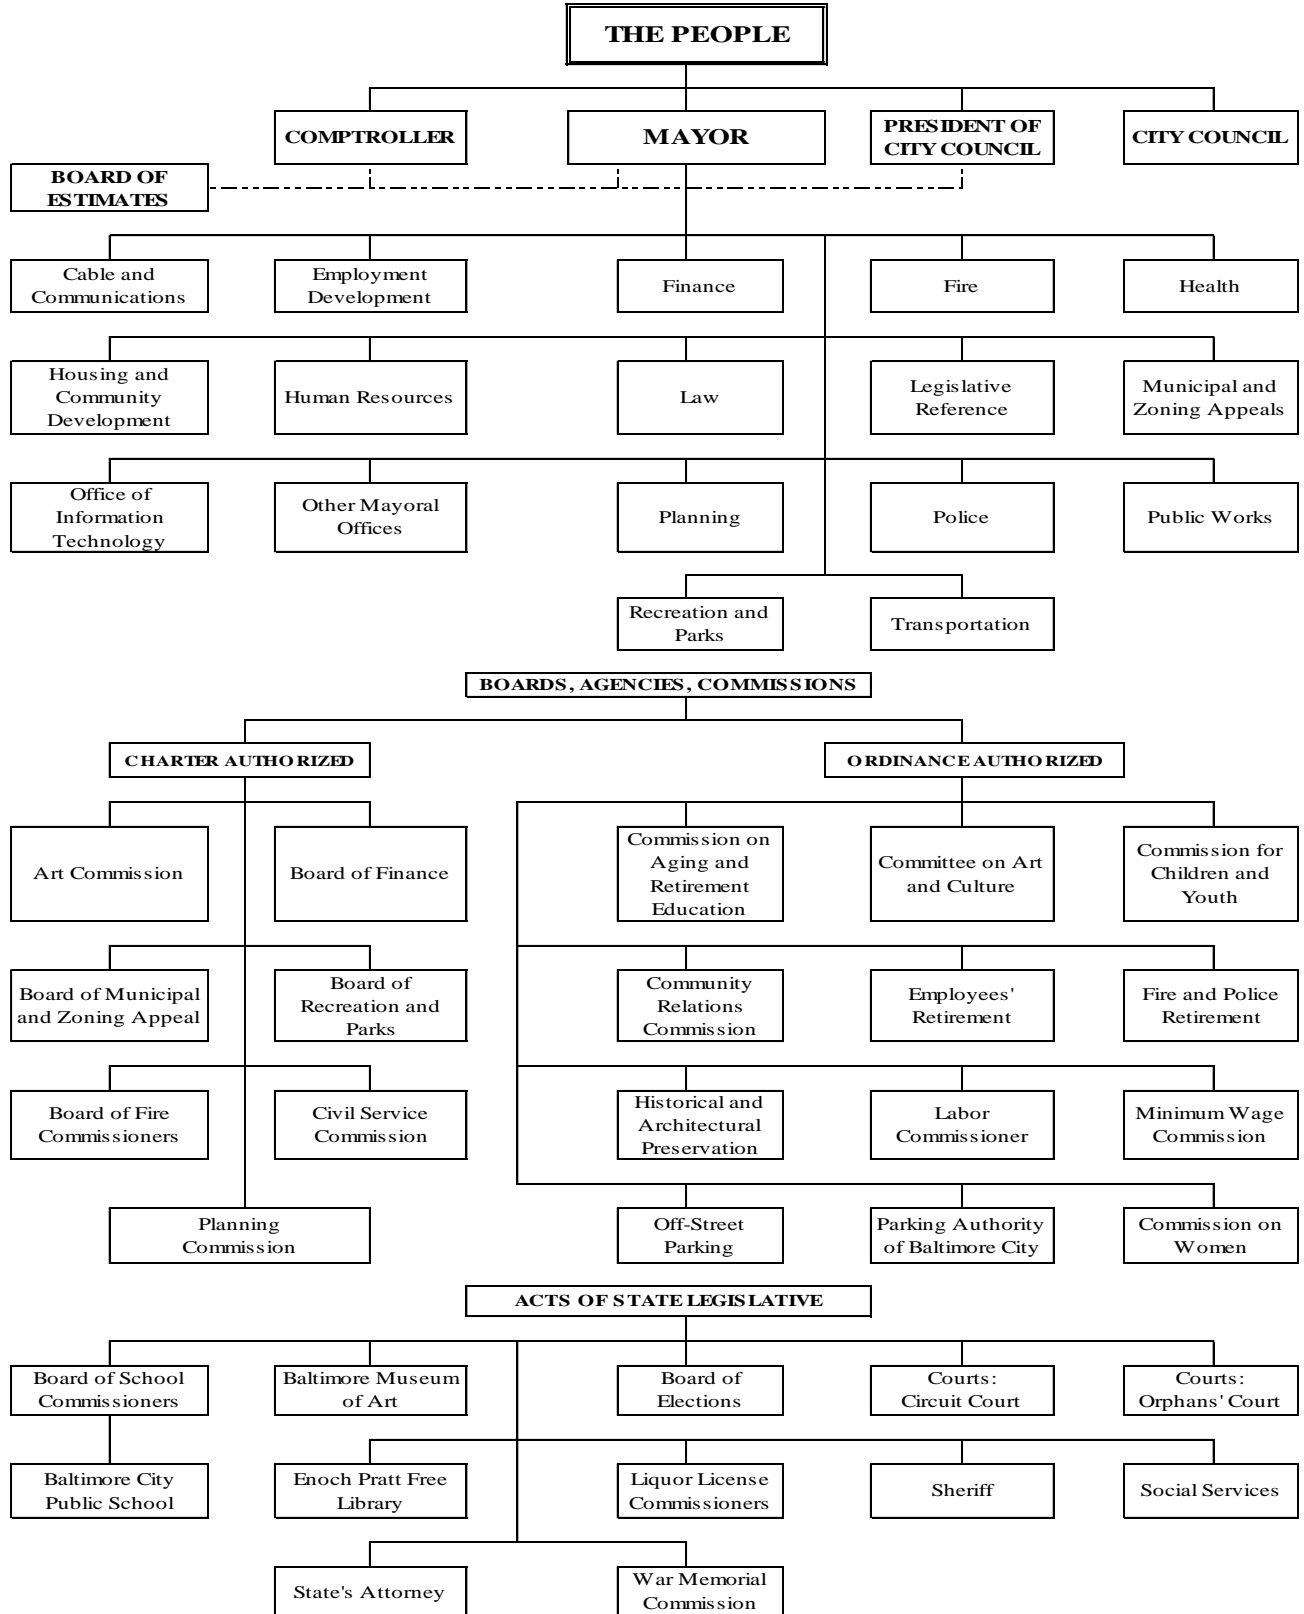 THE PEOPLE
COMPTROLLER
MAYOR
PRESIDENT OF
CITY COUNCIL
CITY COUNCIL
BOARD OF
ESTIMATES
Cable and
Communications
Employment
Development
Finance
Fire
Health
Housing and
Community
Development
Human Resources
Law
Legislative
Reference
Municipal and
Zoning Appeals
Office of
Information
Technology
Other Mayoral
Offices
Planning
Police
Public Works
Recreation and
Parks
Transportation
BOARDS, AGENCIES, COMMISSIONS
CHARTER AUTHORIZED
ORDINANCE AUTHORIZED
Art Commission
Board of Finance
Commission on
Aging and
Retirement
Education
Committee on Art
and Culture
Commission for
Children and
Youth
Board of Municipal
and Zoning Appeal
Board of
Recreation and
Parks
Community
Relations
Commission
Employees'
Retirement
Fire and Police
Retirement
Board of Fire
Commissioners
Civil Service
Commission
Historical and
Architectural
Preservation
Labor
Commissioner
Minimum Wage
Commission
Planning
Commission
Off-Street
Parking
Parking Authority
of Baltimore City
Commission on
Women
ACTS OF STATE LEGISLATIVE
Board of School
Commissioners
Baltimore Museum
of Art
Board of
Elections
Courts:
Circuit Court
Courts:
Orphans' Court
Baltimore City
Public School
Enoch Pratt Free
Library
Liquor License
Commissioners
Sheriff
Social Services
State's Attorney
War Memorial
Commission